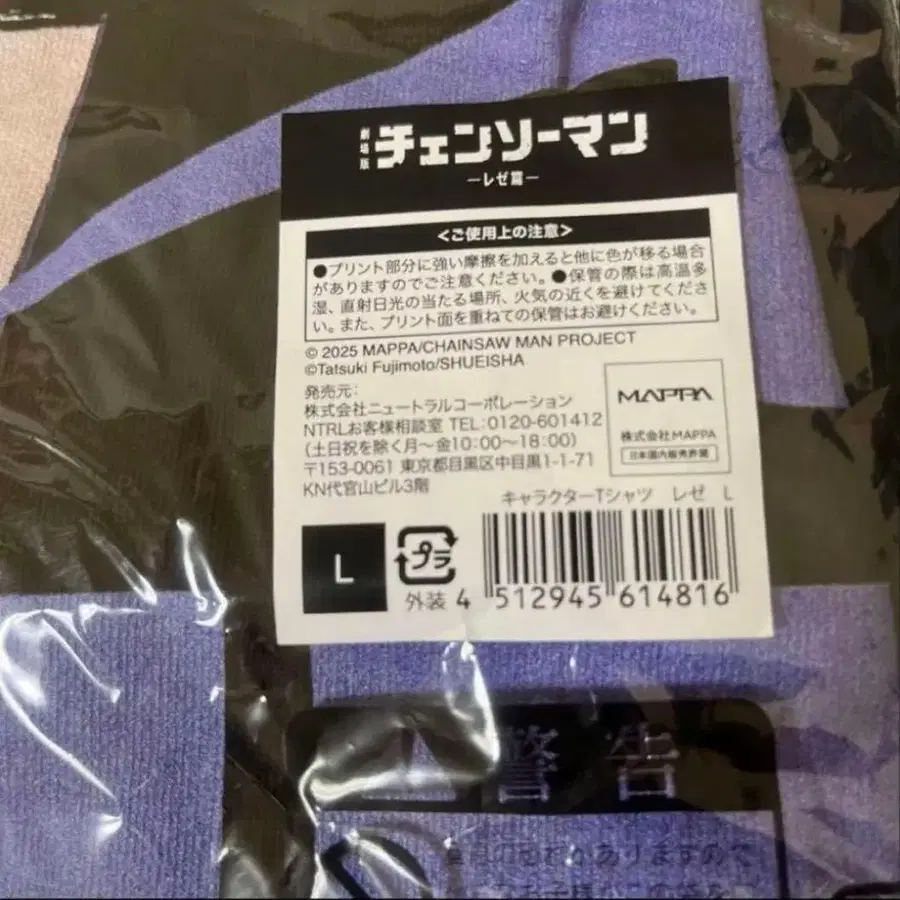 劇場版
チェンソーマン
―レゼ篇―
<ご使用上の注意>
●プリント部分に強い摩擦を加えると他に色が移る場合
がありますのでご注意ください。●保管の際は高温多
湿、直射日光の当たる場所、火気の近くを避けてくださ
い。また、プリント面を重ねての保管はお避けください。
© 2025 MAPPA/CHAINSAW MAN PROJECT
©Tatsuki Fujimoto/SHUEISHA
発売元:
株式会社ニュートラルコーポレーション
NTRLお客様相談室 TEL:0120-601412
(土日祝を除く月～金10:00～18:00)
〒153-0061 東京都目黒区中目黒1-1-71
KN代官山ビル3階
MAPPA
株式会社MAPPA
日本国内販売許諾
キャラクターTシャツ レゼ L
L
プラ
外装
4 512945 614816
警告